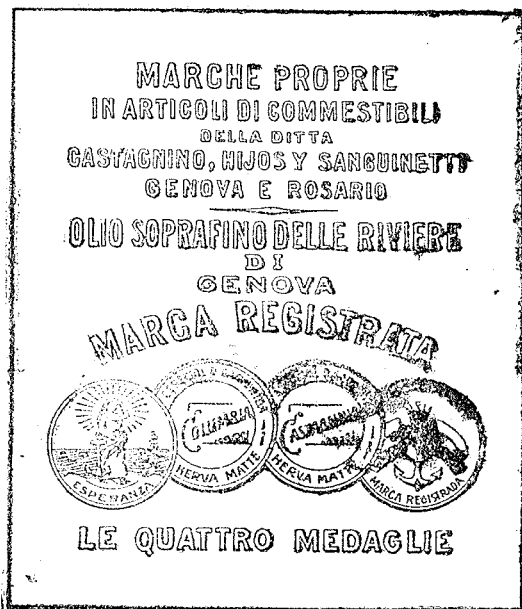 MARCHE PROPRIE
IN ARTICOLI DI COMMESTIBILI
DELLA DITTA
CASTAGNINO, HIJOS Y SANGUINETTI
GENOVA E ROSARIO
OLIO SOPRAFINO DELLE RIVIERE
DI
GENOVA
MARCA REGISTRATA
ESPERANZA
COLUMBIA
HERVA MATTE
CASTAGNINO
HERVA MATTE
MARCA REGISTRADA
LE QUATTRO MEDAGLIE